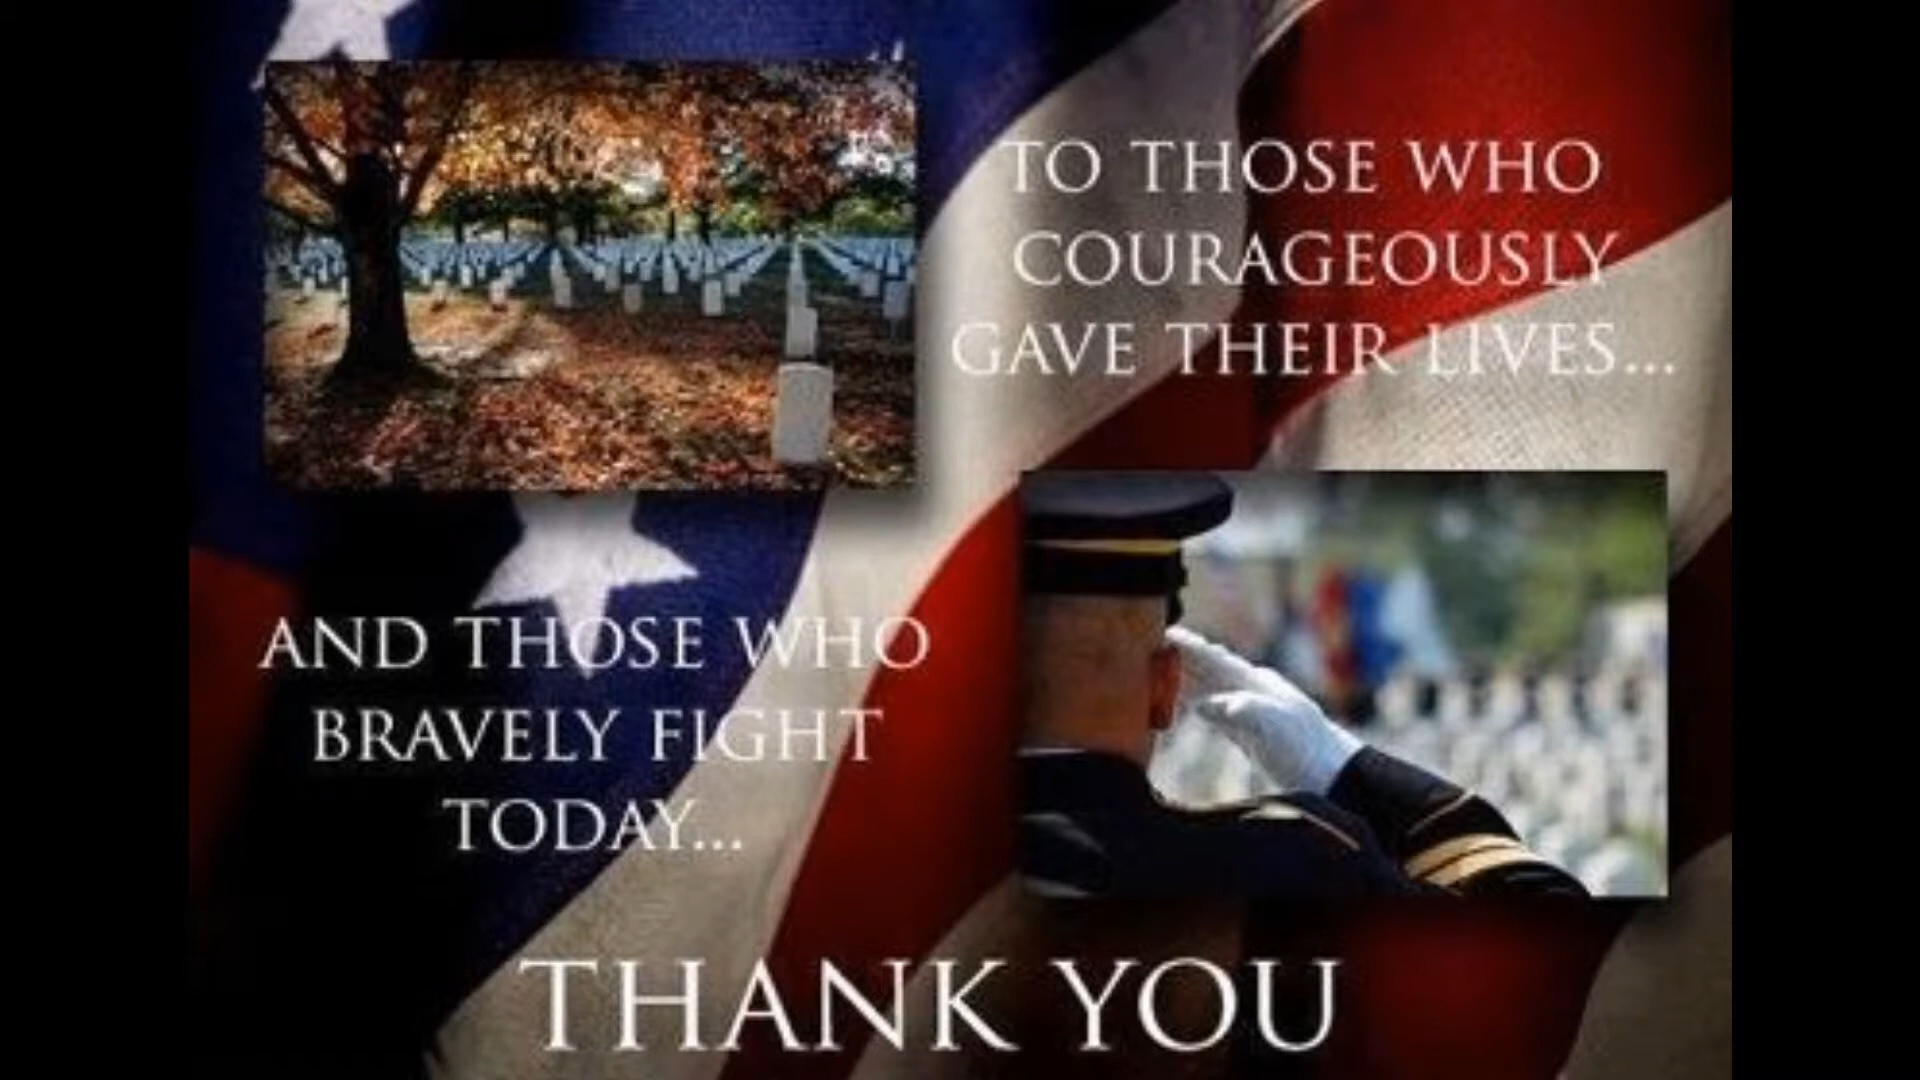 TO THOSE WHO
COURAGEOUSLY
GAVE THEIR LIVES...
AND THOSE WHO
BRAVELY FIGHT
TODAY...
THANK YOU